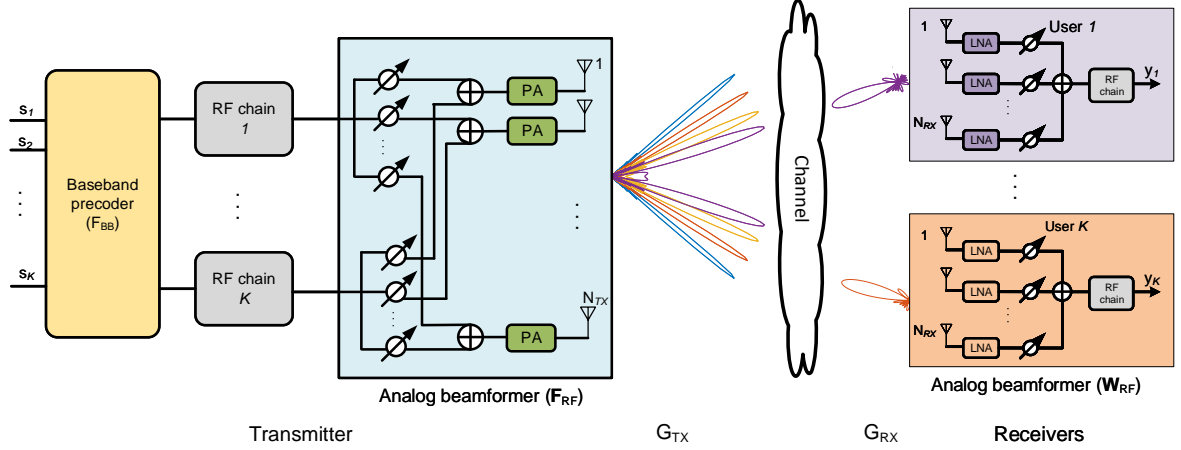 s1
s2
⋮
sK
Baseband
precoder
(FBB)
RF chain
1
⋮
RF chain
K
PA
1
PA
⋮
PA
NTX
Analog beamformer (FRF)
Channel
1
LNA
User 1
LNA
⋮
NRX
LNA
RF
chain
y1
⋮
1
LNA
User K
LNA
⋮
NRX
LNA
RF
chain
yK
Analog beamformer (WRF)
Transmitter
GTX
GRX
Receivers